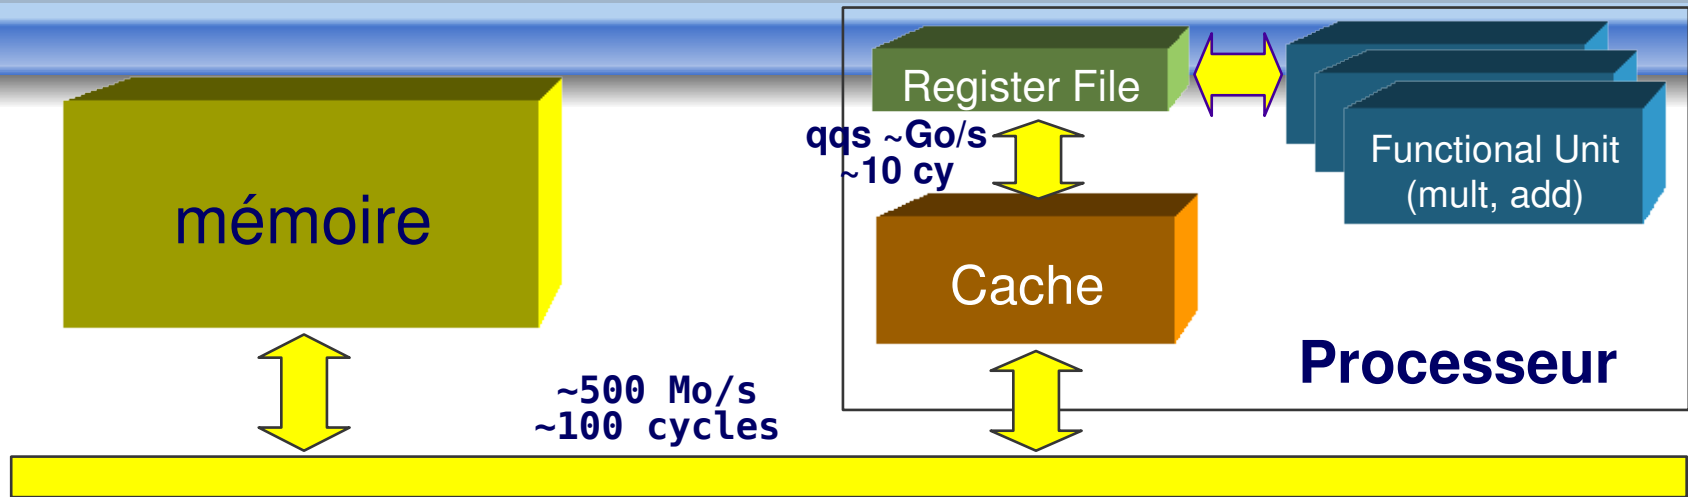 Register File
qqs ~Go/s
~10 cy
Functional Unit
(mult, add)
mémoire
Cache
Processeur
~500 Mo/s
~100 cycles